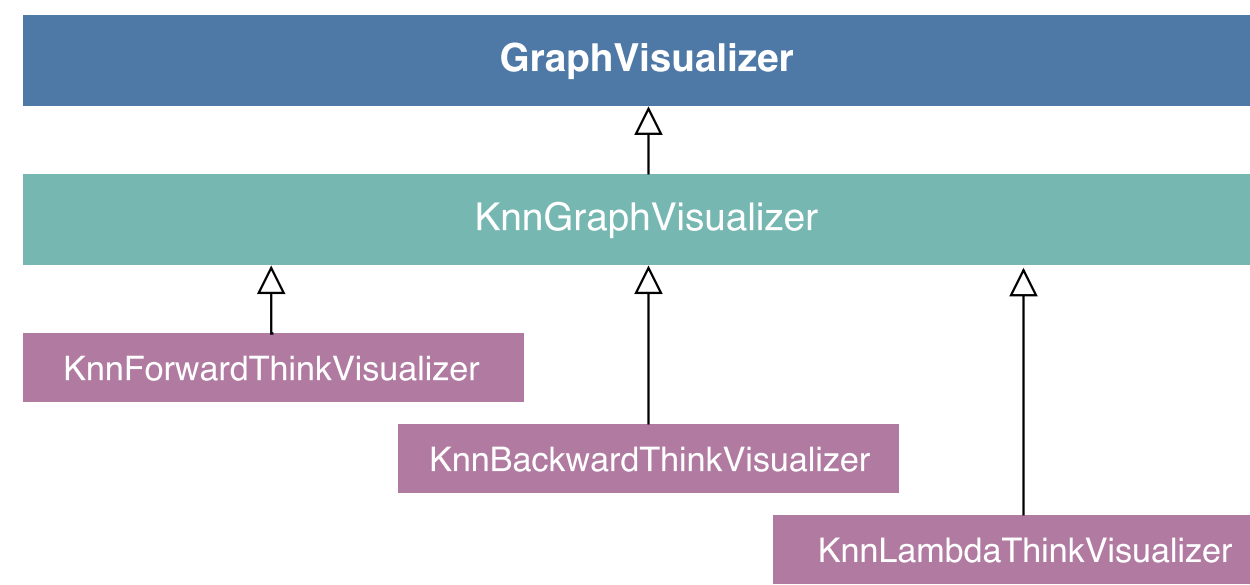 GraphVisualizer
KnnGraphVisualizer
KnnForwardThinkVisualizer
KnnBackwardThinkVisualizer
KnnLambdaThinkVisualizer